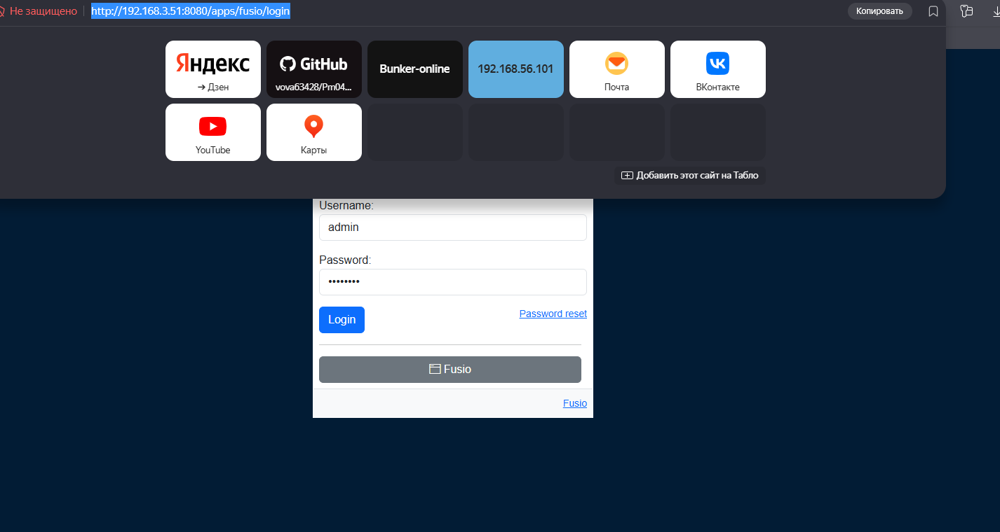 Не защищено
http://192.168.3.51:8080/apps/fusio/login
Копировать
Яндекс
➔ Дзен
GitHub
vova63428/Pm04...
Bunker-online
192.168.56.101
Почта
ВКонтакте
YouTube
Карты
Добавить этот сайт на Табло
Username:
admin
Password:
••••••••
Login
Password reset
Fusio
Fusio